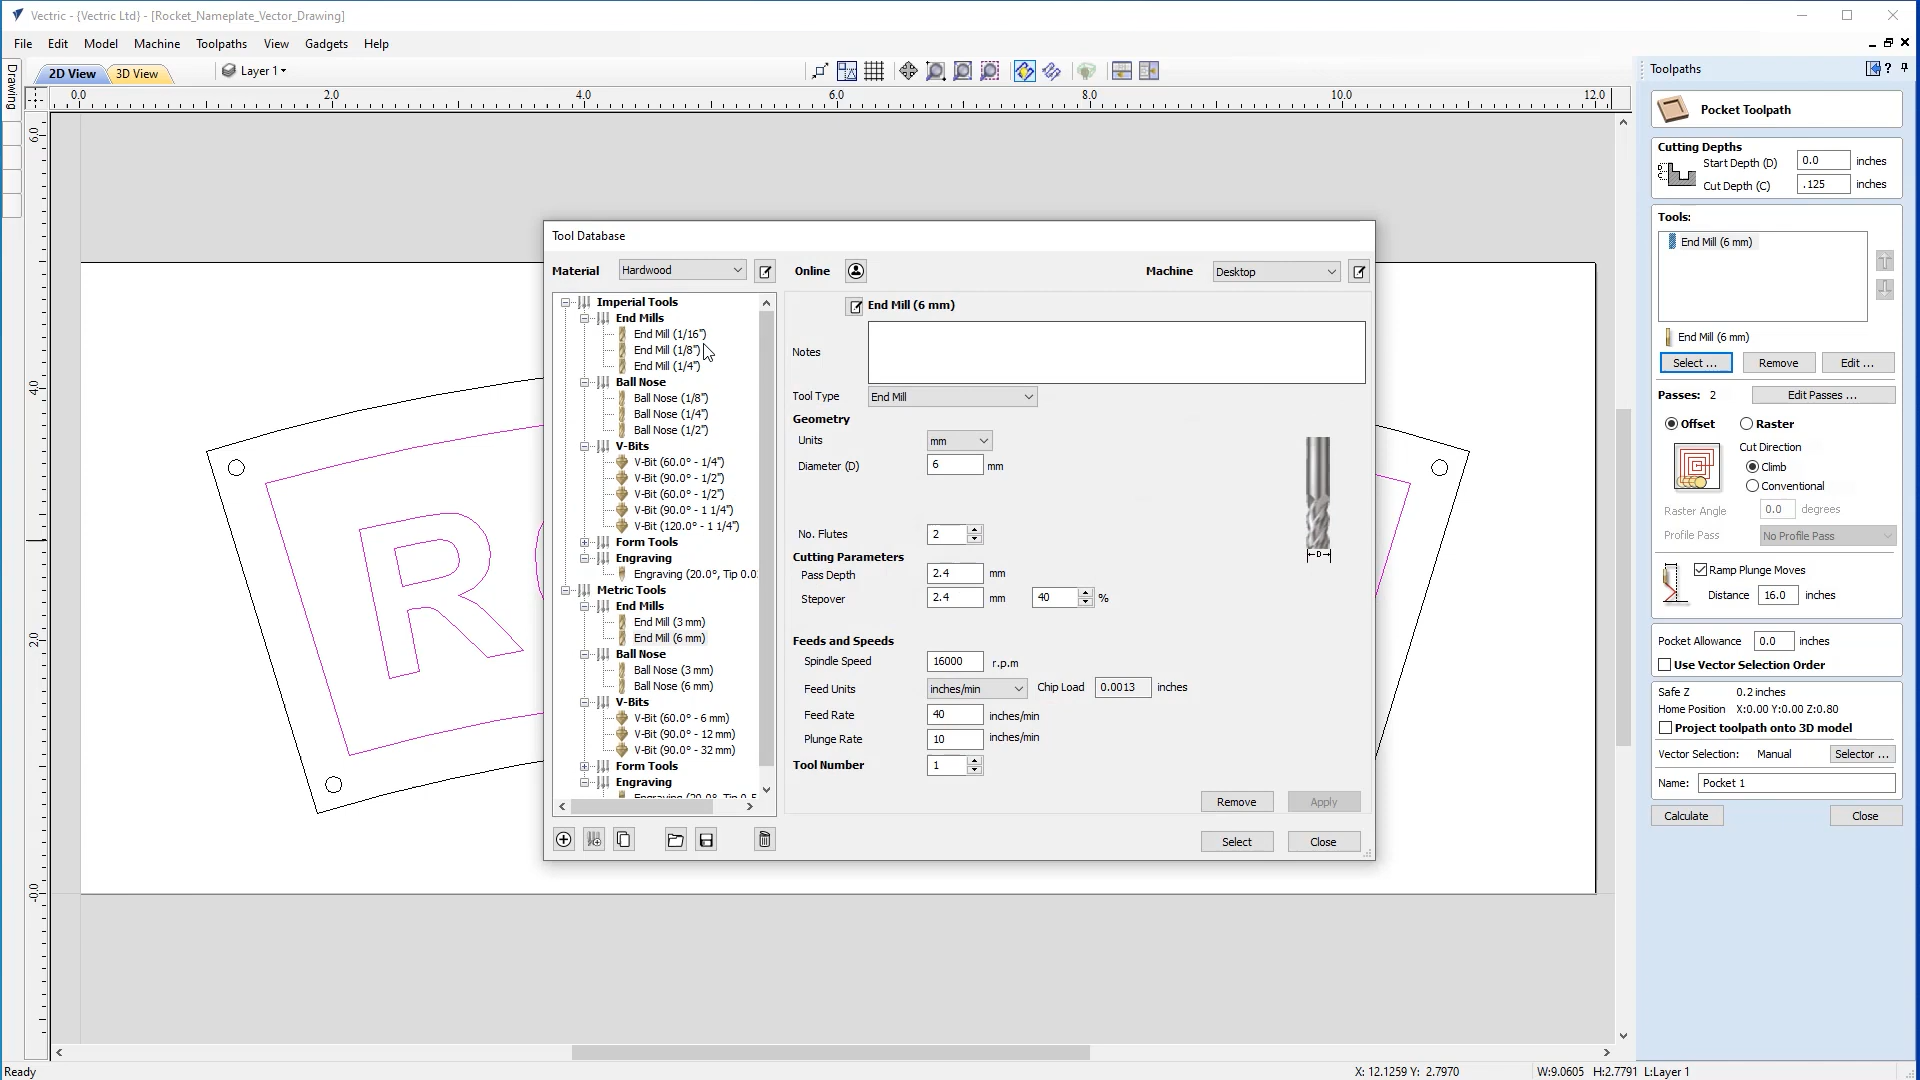 Vectric - {Vectric Ltd} - [Rocket_Nameplate_Vector_Drawing]
File Edit Model Machine Toolpaths View Gadgets Help
Drawing
2D View 3D View Layer 1
0.0 2.0 4.0 6.0 8.0 10.0 12.0
6.0
4.0
2.0
-0.0
R
Tool Database
Material Hardwood Online Machine Desktop
Imperial Tools
End Mills
End Mill (1/16")
End Mill (1/8")
End Mill (1/4")
Ball Nose
Ball Nose (1/8")
Ball Nose (1/4")
Ball Nose (1/2")
V-Bits
V-Bit (60.0° - 1/4")
V-Bit (90.0° - 1/2")
V-Bit (60.0° - 1/2")
V-Bit (90.0° - 1 1/4")
V-Bit (120.0° - 1 1/4")
Form Tools
Engraving
Engraving (20.0°, Tip 0.0
Metric Tools
End Mills
End Mill (3 mm)
End Mill (6 mm)
Ball Nose
Ball Nose (3 mm)
Ball Nose (6 mm)
V-Bits
V-Bit (60.0° - 6 mm)
V-Bit (90.0° - 12 mm)
V-Bit (90.0° - 32 mm)
Form Tools
Engraving
End Mill (6 mm)
Notes
Tool Type End Mill
Geometry
Units mm
Diameter (D) 6 mm
No. Flutes 2
D
Cutting Parameters
Pass Depth 2.4 mm
Stepover 2.4 mm 40 %
Feeds and Speeds
Spindle Speed 16000 r.p.m
Feed Units inches/min Chip Load 0.0013 inches
Feed Rate 40 inches/min
Plunge Rate 10 inches/min
Tool Number 1
Remove Apply
Select Close
Toolpaths
Pocket Toolpath
Cutting Depths
Start Depth (D) 0.0 inches
Cut Depth (C) .125 inches
Tools:
End Mill (6 mm)
End Mill (6 mm)
Select ... Remove Edit ...
Passes: 2 Edit Passes ...
Offset Raster
Cut Direction
Climb
Conventional
Raster Angle 0.0 degrees
Profile Pass No Profile Pass
Ramp Plunge Moves
Distance 16.0 inches
Pocket Allowance 0.0 inches
Use Vector Selection Order
Safe Z 0.2 inches
Home Position X:0.00 Y:0.00 Z:0.80
Project toolpath onto 3D model
Vector Selection: Manual Selector ...
Name: Pocket 1
Calculate Close
Ready X: 12.1259 Y: 2.7970 W:9.0605 H:2.7791 L:Layer 1